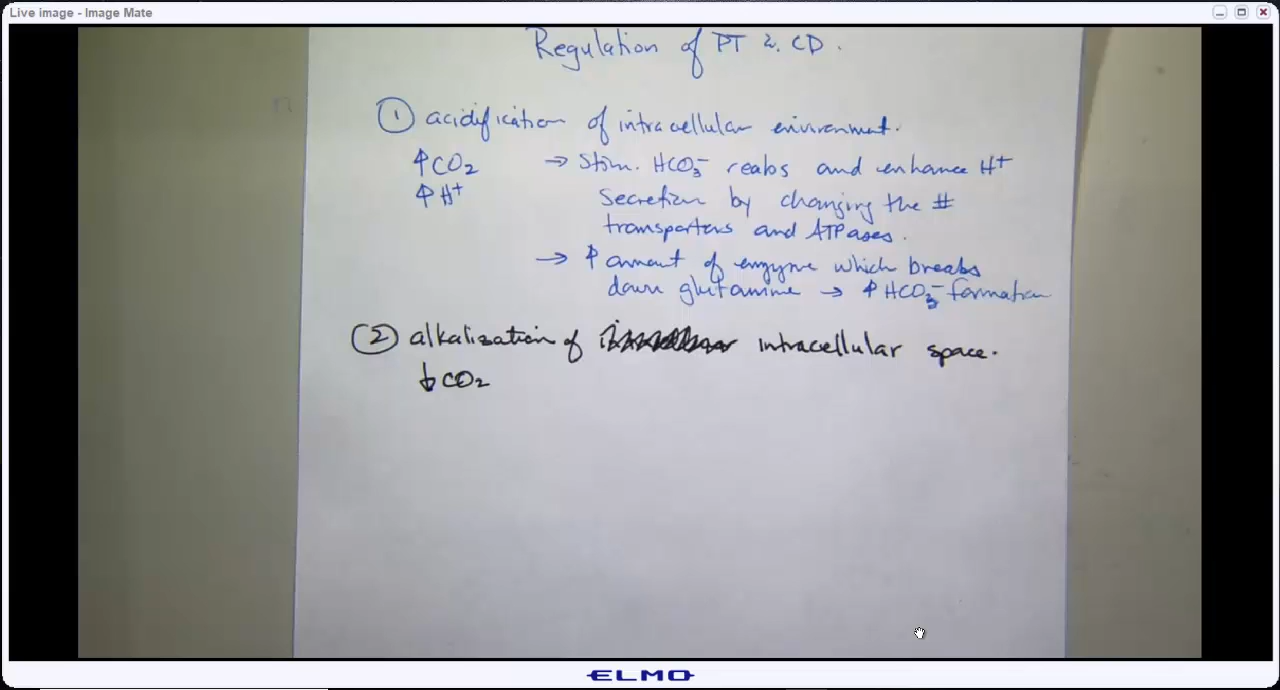 Live image - Image Mate
Regulation of PT & CD.
① acidification of intracellular environment.
↑CO₂ → Stim. HCO₃⁻ reabs and enhance H⁺
↑H⁺ secretion by changing the #
transporters and ATPases.
→ ↑ amount of enzyme which breaks
down glutamine → ↑ HCO₃⁻ formation
② alkalisation of intracellular space.
↓CO₂
ELMO